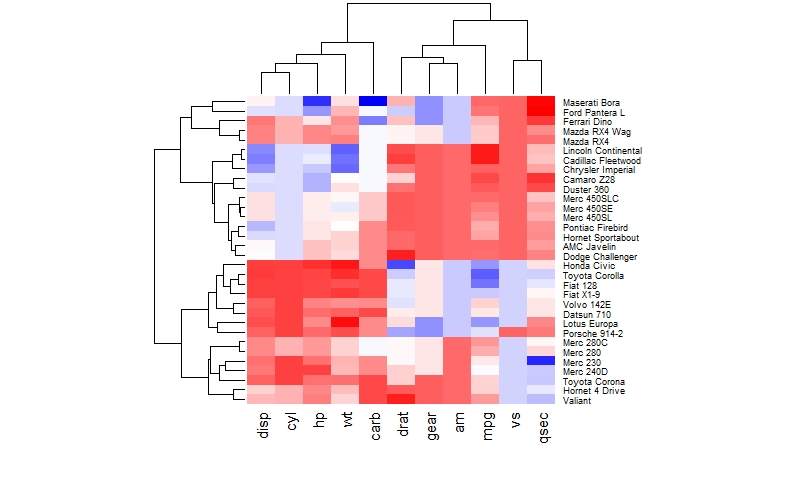 Maserati Bora
Ford Pantera L
Ferrari Dino
Mazda RX4 Wag
Mazda RX4
Lincoln Continental
Cadillac Fleetwood
Chrysler Imperial
Camaro Z28
Duster 360
Merc 450SLC
Merc 450SE
Merc 450SL
Pontiac Firebird
Hornet Sportabout
AMC Javelin
Dodge Challenger
Honda Civic
Toyota Corolla
Fiat 128
Fiat X1-9
Volvo 142E
Datsun 710
Lotus Europa
Porsche 914-2
Merc 280C
Merc 280
Merc 230
Merc 240D
Toyota Corona
Hornet 4 Drive
Valiant
disp
cyl
hp
wt
carb
drat
gear
am
mpg
vs
qsec